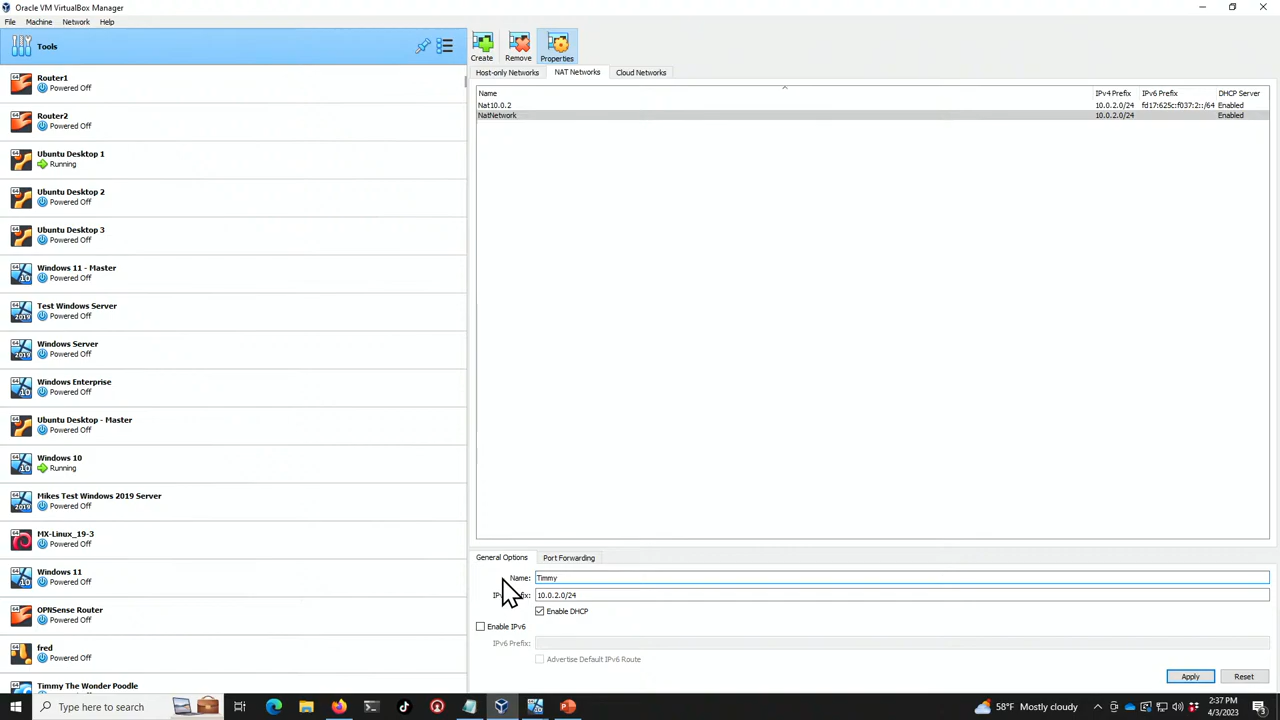 Oracle VM VirtualBox Manager
File Machine Network Help
Tools
Router1
Powered Off
Router2
Powered Off
Ubuntu Desktop 1
Running
Ubuntu Desktop 2
Powered Off
Ubuntu Desktop 3
Powered Off
Windows 11 - Master
Powered Off
Test Windows Server
Powered Off
Windows Server
Powered Off
Windows Enterprise
Powered Off
Ubuntu Desktop - Master
Powered Off
Windows 10
Running
Mikes Test Windows 2019 Server
Powered Off
MX-Linux_19-3
Powered Off
Windows 11
Powered Off
OPNSense Router
Powered Off
fred
Powered Off
Timmy The Wonder Poodle
Create Remove Properties
Host-only Networks NAT Networks Cloud Networks
Name IPv4 Prefix IPv6 Prefix DHCP Server
Nat10.0.2 10.0.2.0/24 fd17:625c:f037:2::/64 Enabled
NatNetwork 10.0.2.0/24 Enabled
General Options Port Forwarding
Name: Timmy
10.0.2.0/24
Enable DHCP
Enable IPv6
IPv6 Prefix:
Advertise Default IPv6 Route
Apply Reset
Type here to search
58°F Mostly cloudy
2:37 PM
4/3/2023